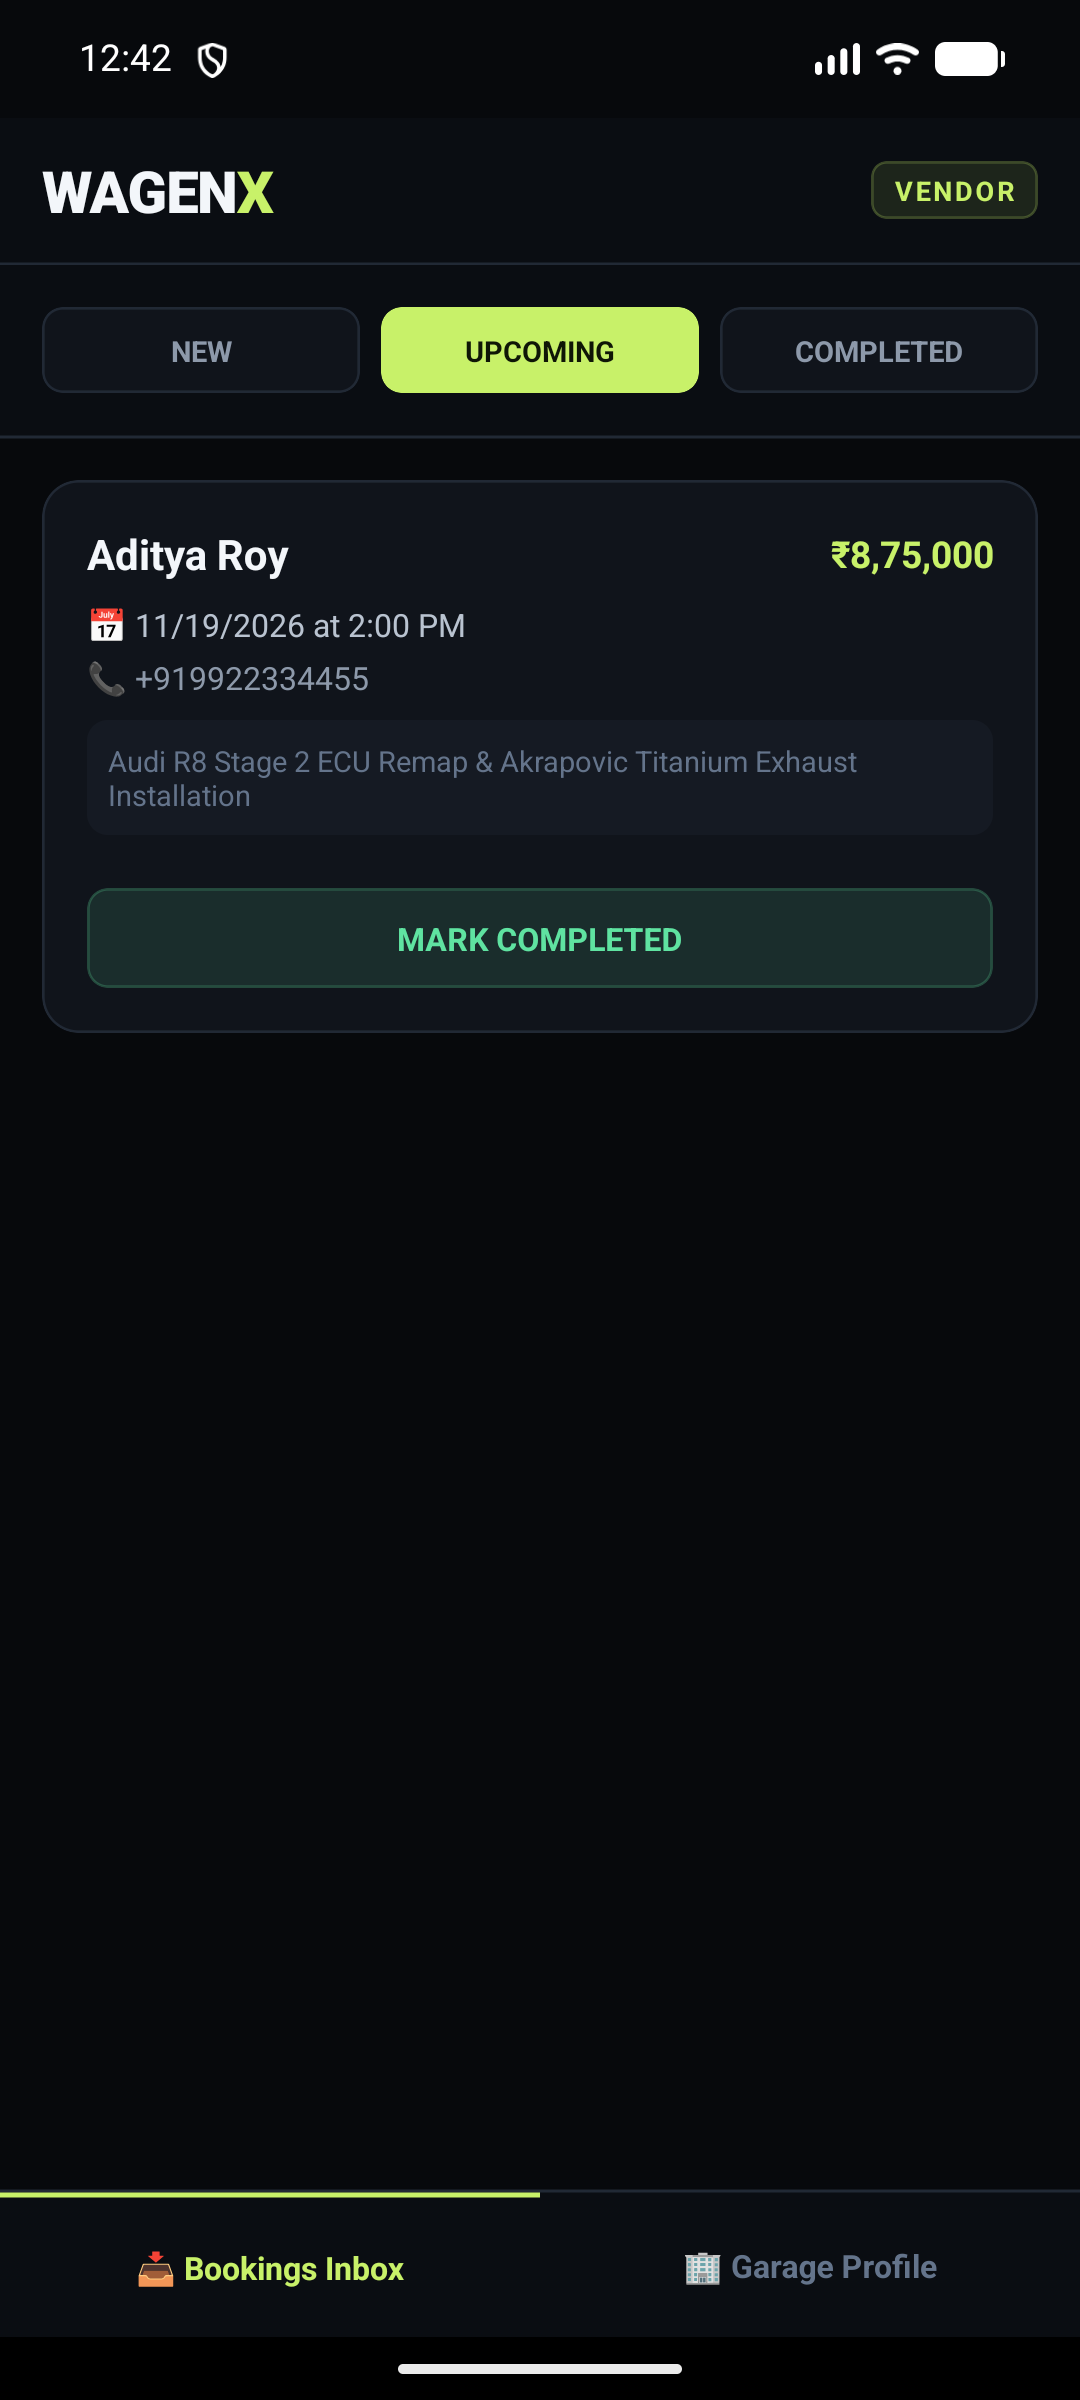 12:42
WAGENX
VENDOR
NEW
UPCOMING
COMPLETED
Aditya Roy
₹8,75,000
📅 11/19/2026 at 2:00 PM
📞 +919922334455
Audi R8 Stage 2 ECU Remap & Akrapovic Titanium Exhaust
Installation
MARK COMPLETED
📥 Bookings Inbox
🏢 Garage Profile